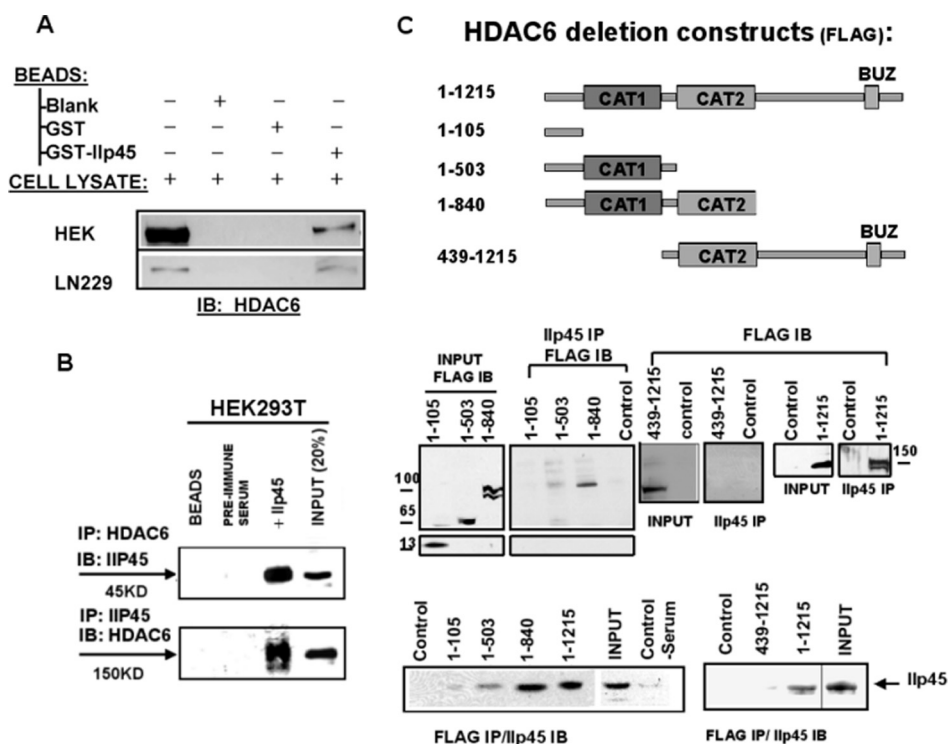 A
BEADS:
Blank − + − −
GST − − + −
GST-IIp45 − − − +
CELL LYSATE: + + + +
HEK
LN229
IB: HDAC6
B
HEK293T
BEADS
PRE-IMMUNE SERUM
+ IIp45
INPUT (20%)
IP: HDAC6
IB: IIP45
45KD
IP: IIP45
IB: HDAC6
150KD
C
HDAC6 deletion constructs (FLAG):
BUZ
1-1215 CAT1 CAT2
1-105
1-503 CAT1
1-840 CAT1 CAT2
BUZ
439-1215 CAT2
INPUT
FLAG IB
1-105 1-503 1-840
IIp45 IP
FLAG IB
1-105 1-503 1-840 Control
FLAG IB
439-1215 control 439-1215 Control Control 1-1215 Control 1-1215
100
65
13
150
INPUT IIp45 IP INPUT IIp45 IP
Control 1-105 1-503 1-840 1-1215 INPUT Control -Serum
FLAG IP/IIp45 IB
Control 439-1215 1-1215 INPUT
IIp45
FLAG IP/ IIp45 IB